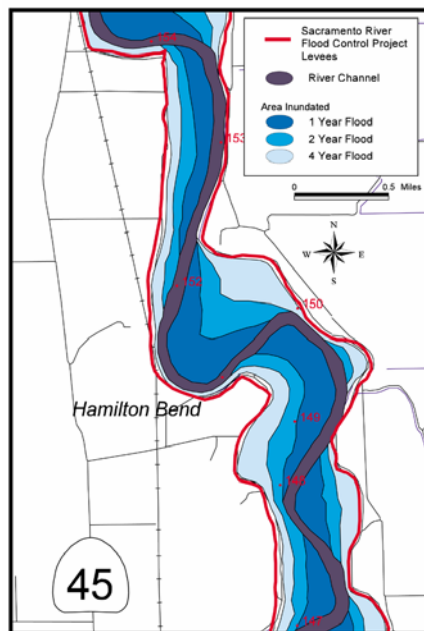 Sacramento River
Flood Control Project
Levees
River Channel
Area Inundated
1 Year Flood
2 Year Flood
4 Year Flood
0 0.5 Miles
N
W E
S
153
152
150
Hamilton Bend
149
45